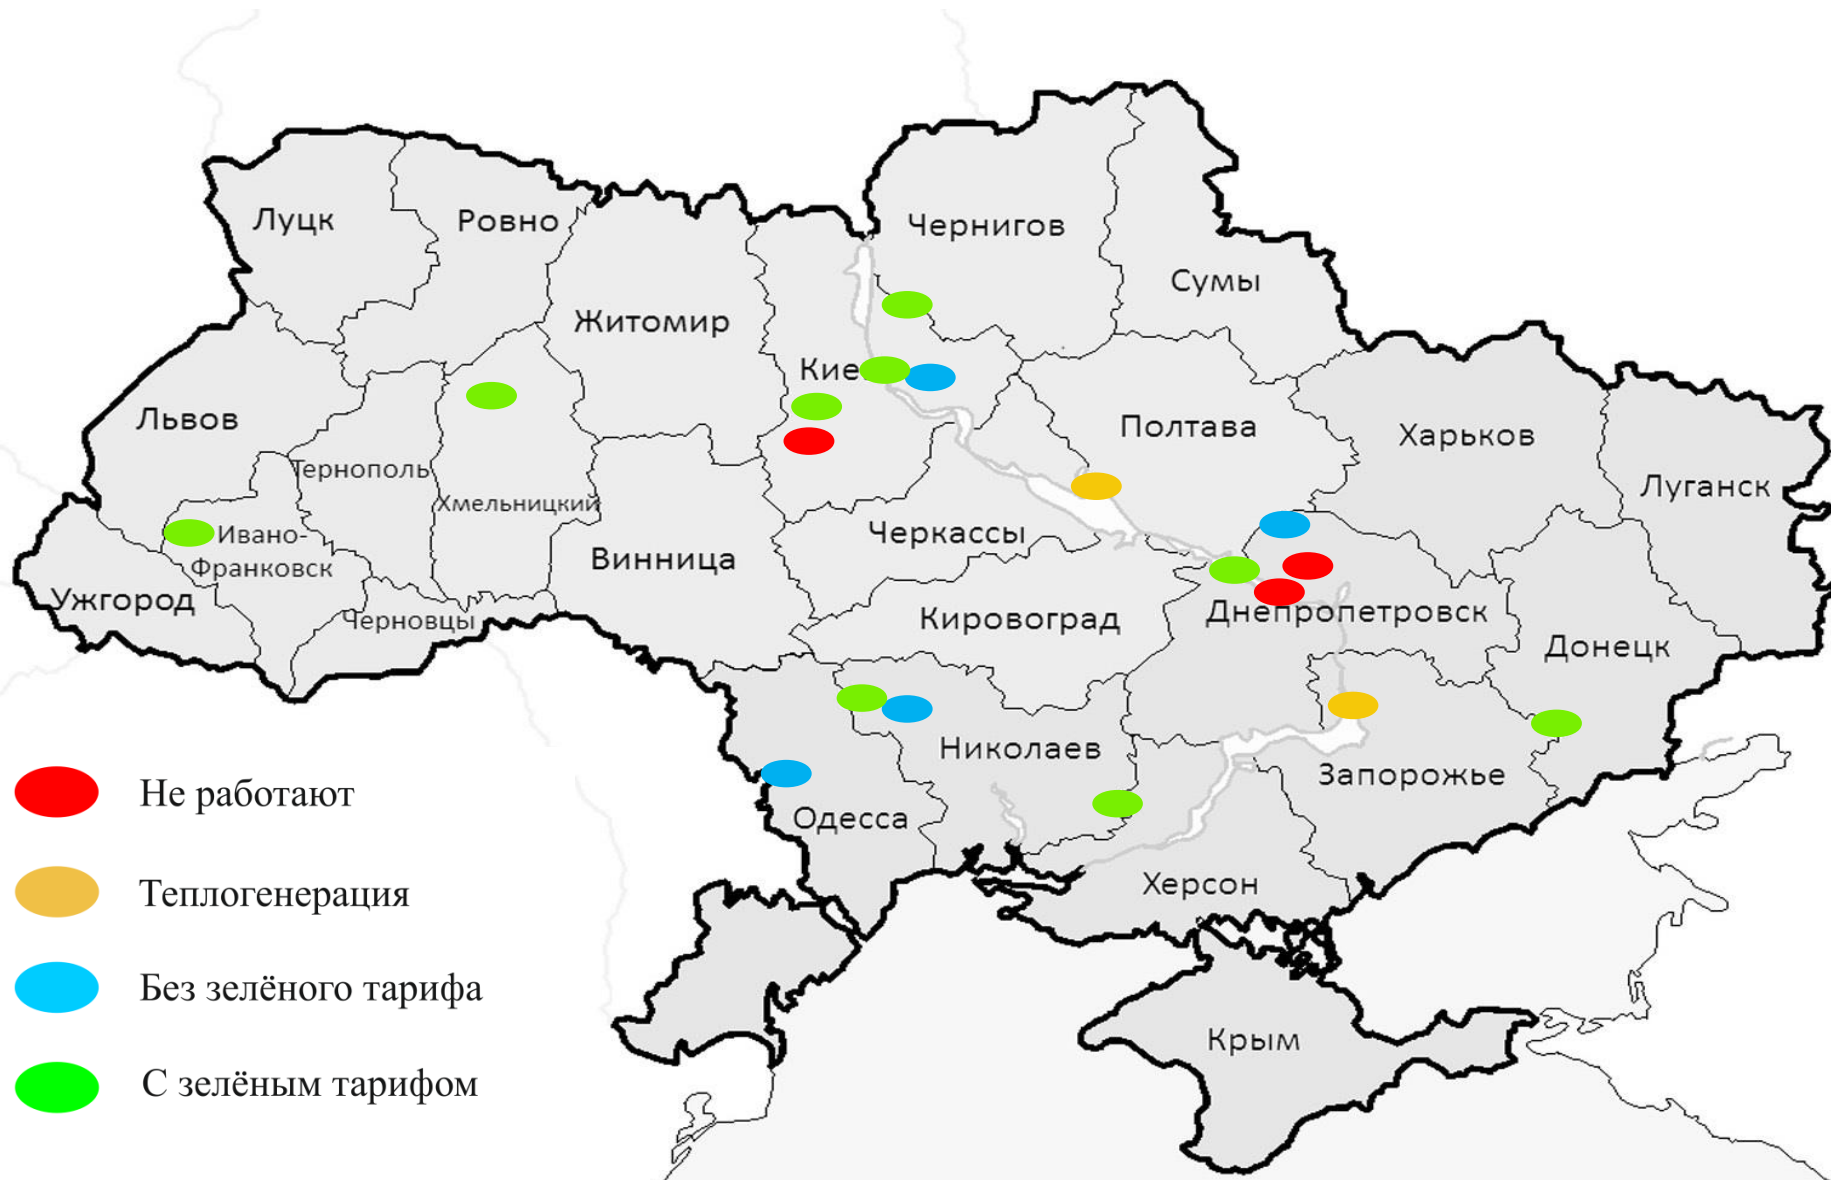 Луцк
Ровно
Чернигов
Сумы
Житомир
Кие
Львов
Тернополь
Хмельницкий
Полтава
Харьков
Луганск
Ивано-
Франковск
Винница
Черкассы
Ужгород
Черновцы
Кировоград
Днепропетровск
Донецк
Николаев
Запорожье
Одесса
Херсон
Крым
Не работают
Теплогенерация
Без зелёного тарифа
С зелёным тарифом